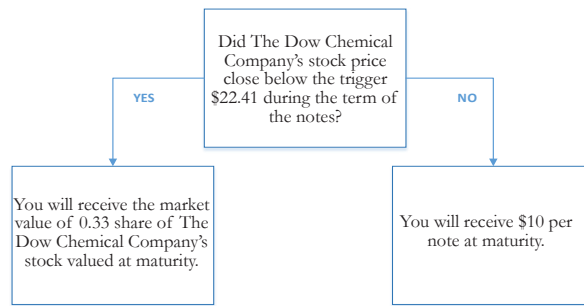 Did The Dow Chemical
Company's stock price
close below the trigger
$22.41 during the term of
the notes?
YES
NO
You will receive the market
value of 0.33 share of The
Dow Chemical Company's
stock valued at maturity.
You will receive $10 per
note at maturity.